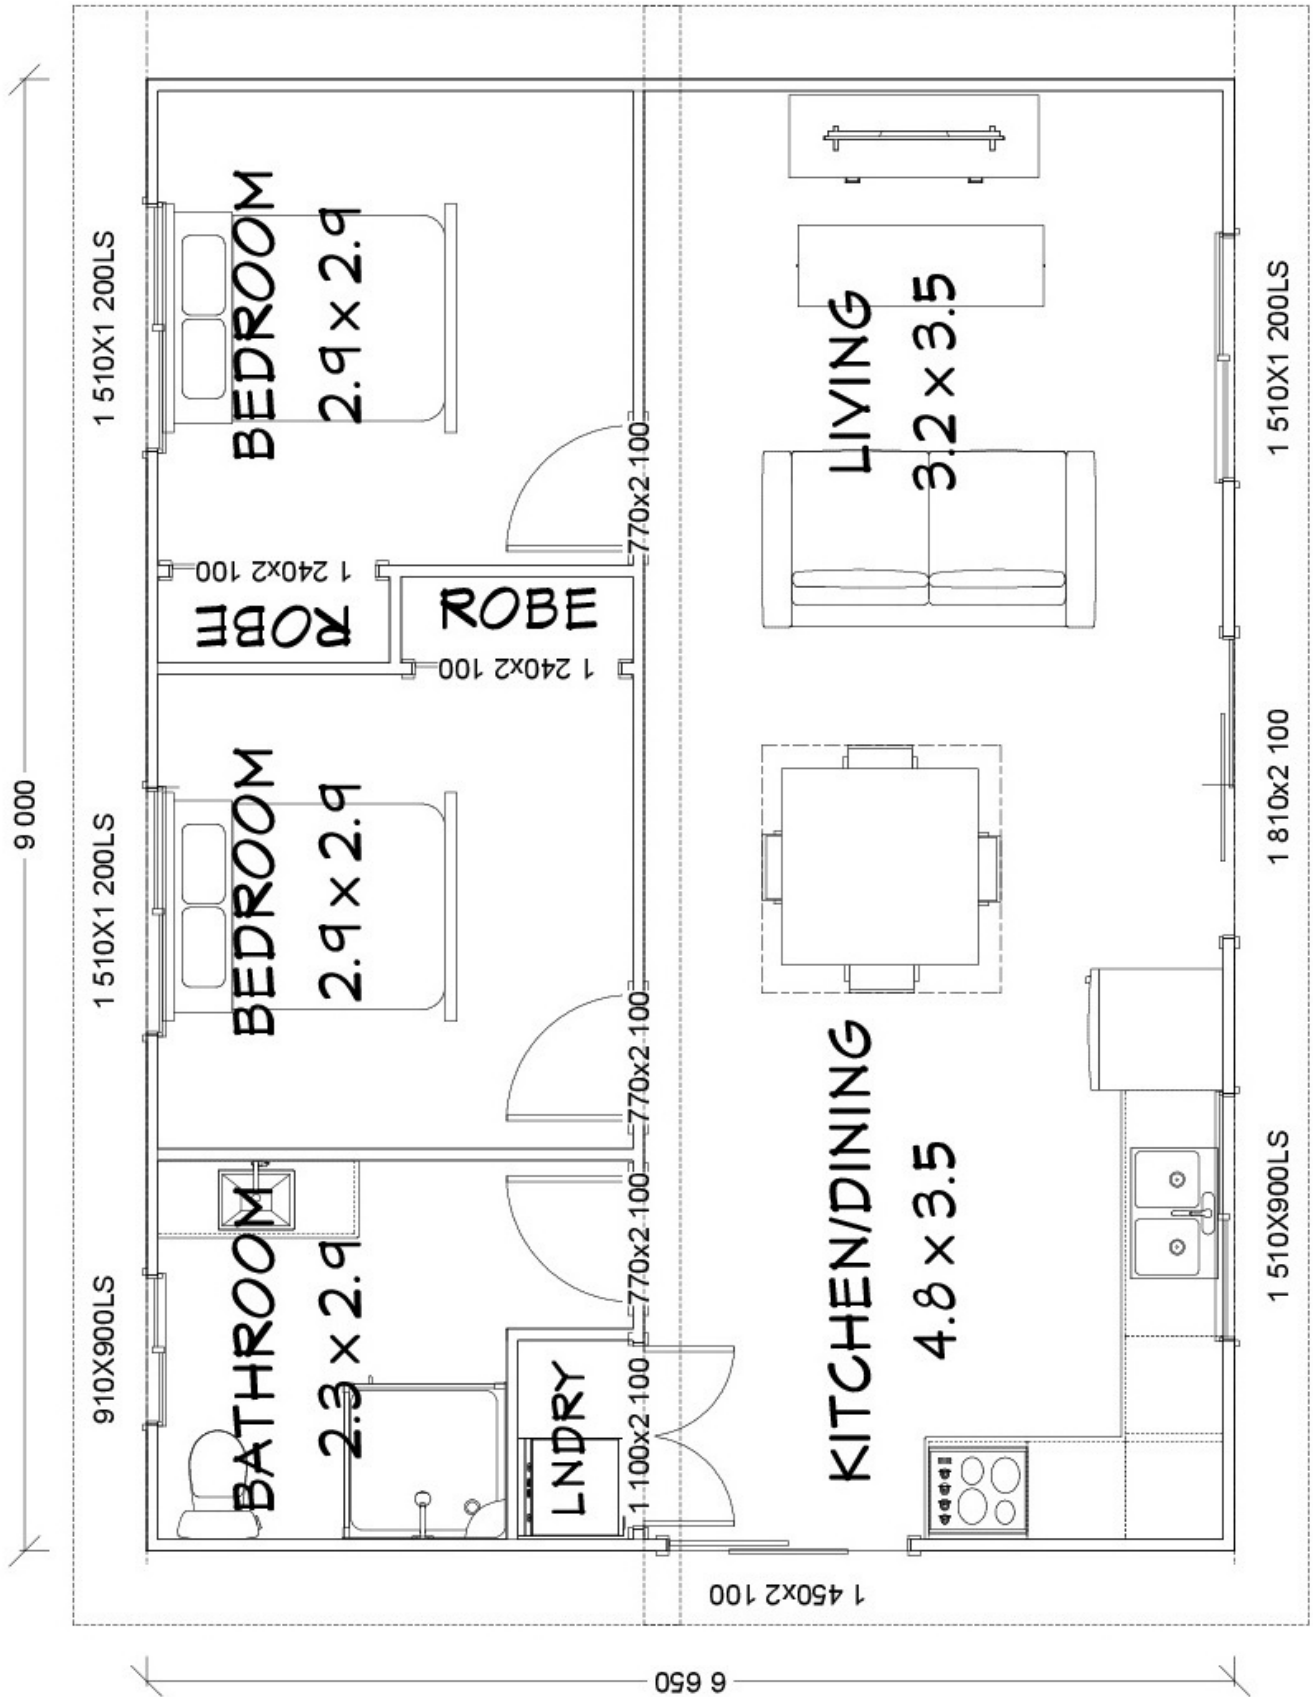 1 510X1 200LS
1 510X1 200LS
910X900LS
9 000
BEDROOM
2.9 x 2.9
770x2 100
1 240x2 100
ROBE
ROBE
1 240x2 100
BEDROOM
2.9 x 2.9
770x2 100
BATHROOM
2.3 x 2.9
770x2 100
LNDRY
1 100x2 100
LIVING
3.2 x 3.5
KITCHEN/DINING
4.8 x 3.5
1 510X1 200LS
1 810x2 100
1 510X900LS
1 450x2 100
6 650